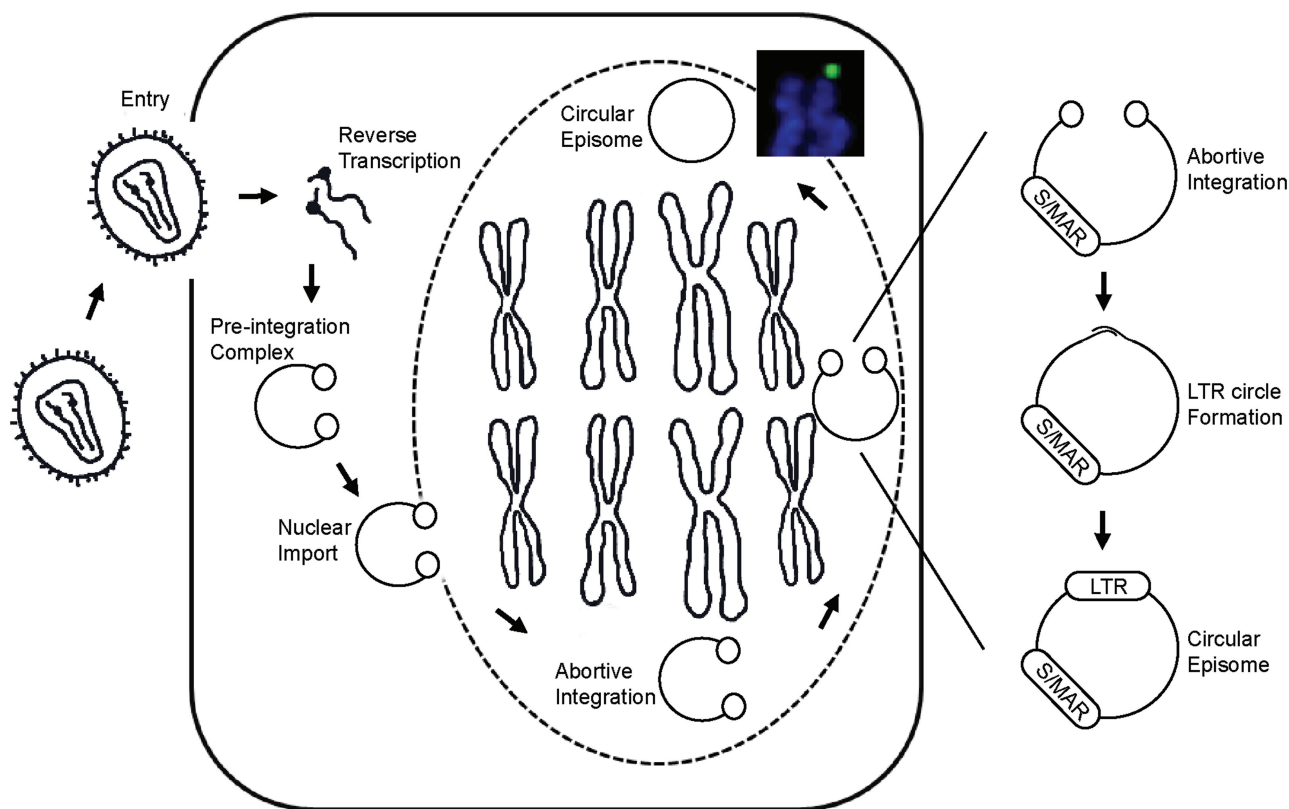 Entry
Reverse
Transcription
Pre-integration
Complex
Nuclear
Import
Abortive
Integration
Circular
Episome
S/MAR
Abortive
Integration
S/MAR
LTR circle
Formation
LTR
S/MAR
Circular
Episome